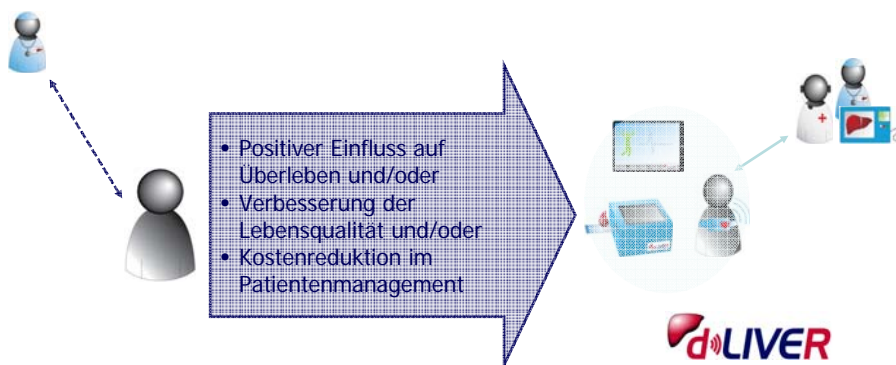 • Positiver Einfluss auf
Überleben und/oder
• Verbesserung der
Lebensqualität und/oder
• Kostenreduktion im
Patientenmanagement
d LIVER